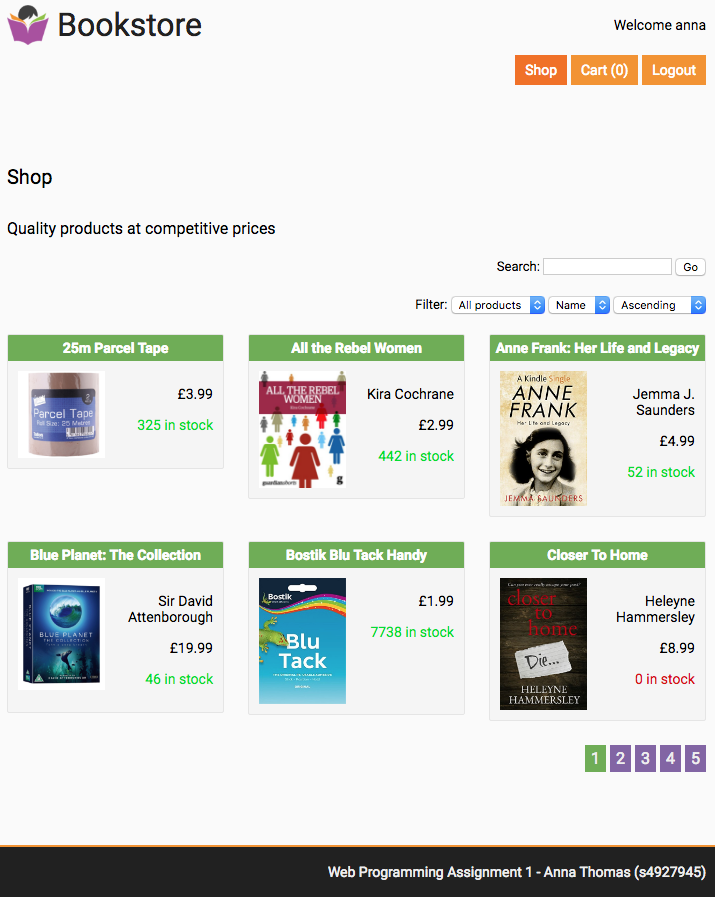 Bookstore
Welcome anna
Shop
Cart (0)
Logout
Shop
Quality products at competitive prices
Search:
Go
Filter:
All products
Name
Ascending
25m Parcel Tape
Parcel Tape
Roll Size: 25 Metres
£3.99
325 in stock
All the Rebel Women
ALL THE REBEL
WOMEN
Kira Cochrane
guardianshorts
g
Kira Cochrane
£2.99
442 in stock
Anne Frank: Her Life and Legacy
A Kindle Single
ANNE
FRANK
Her Life and Legacy
JEMMA SAUNDERS
Jemma J.
Saunders
£4.99
52 in stock
Blue Planet: The Collection
BLUE PLANET
THE COLLECTION
Sir David
Attenborough
£19.99
46 in stock
Bostik Blu Tack Handy
Bostik
Blu
Tack
£1.99
7738 in stock
Closer To Home
closer
to
home
Die...
HELEYNE
HAMMERSLEY
Heleyne
Hammersley
£8.99
0 in stock
1 2 3 4 5
Web Programming Assignment 1 - Anna Thomas (s4927945)